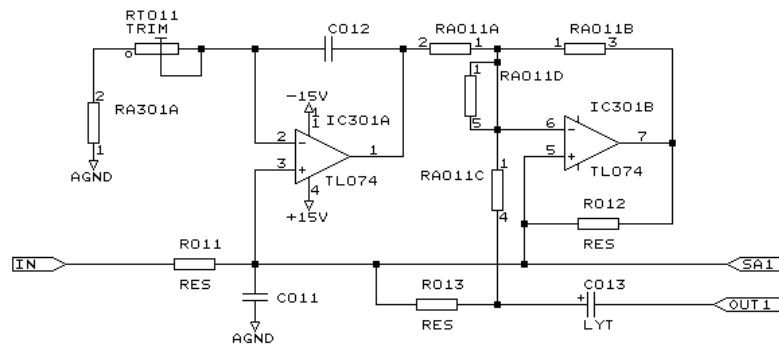 RT011
TRIM
C012
RA011A
2 1
RA011B
1 3
1
RA011D
5
2
RA301A
1
AGND
-15V
1
1
IC301A
2
3
1
TL074
4
+15V
IC301B
6
5
7
TL074
1
RA011C
4
R012
RES
IN
R011
RES
SA1
C011
AGND
R013
RES
C013
+
LYT
OUT1